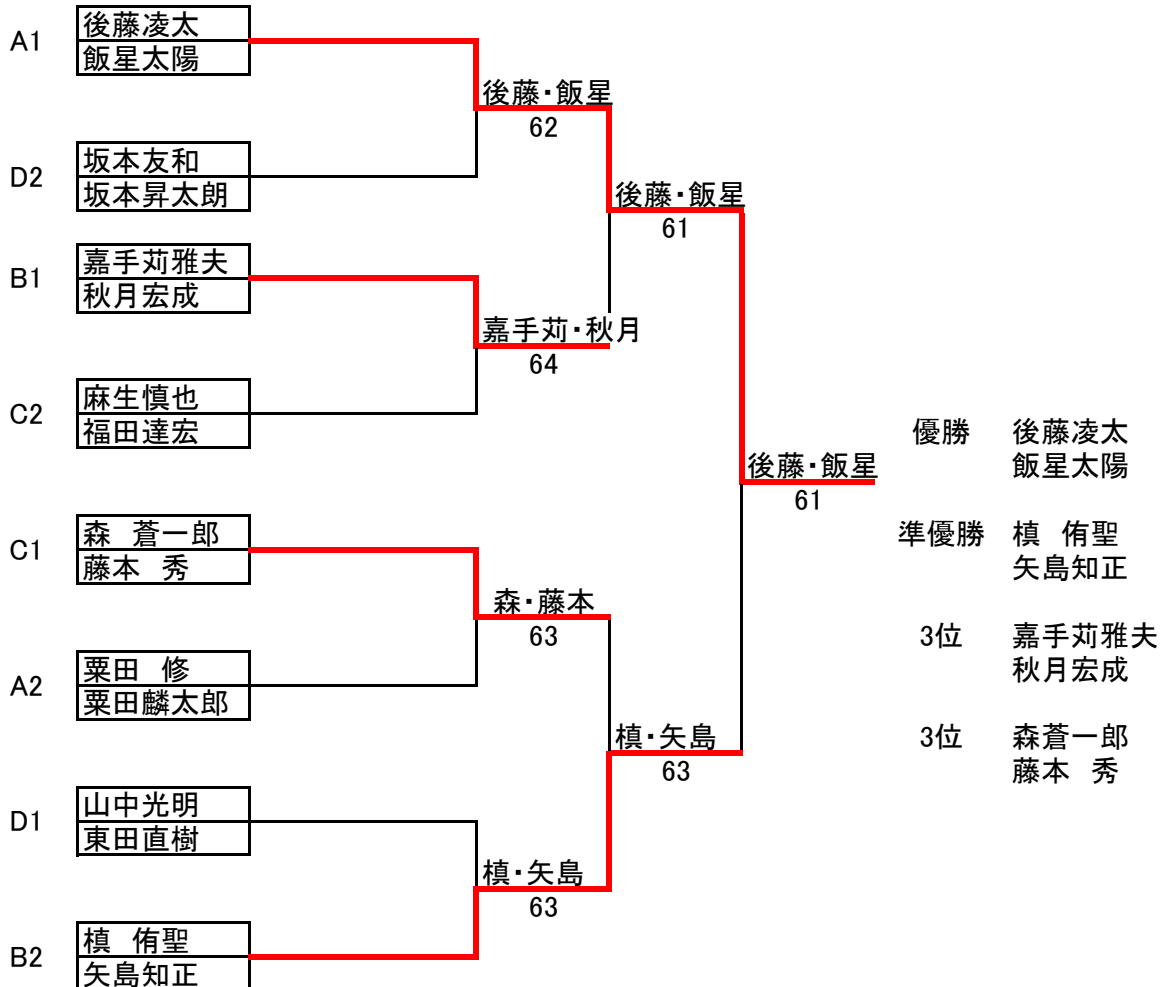 A1
後藤凌太
飯星太陽
後藤・飯星
62
D2
坂本友和
坂本昇太朗
後藤・飯星
61
B1
嘉手苅雅夫
秋月宏成
嘉手苅・秋月
64
C2
麻生慎也
福田達宏
優勝 後藤凌太
飯星太陽
後藤・飯星
61
準優勝 槙 侑聖
矢島知正
C1
森 蒼一郎
藤本 秀
森・藤本
63
3位 嘉手苅雅夫
秋月宏成
A2
粟田 修
粟田麟太郎
槙・矢島
63
3位 森蒼一郎
藤本 秀
D1
山中光明
東田直樹
槙・矢島
63
B2
槙 侑聖
矢島知正